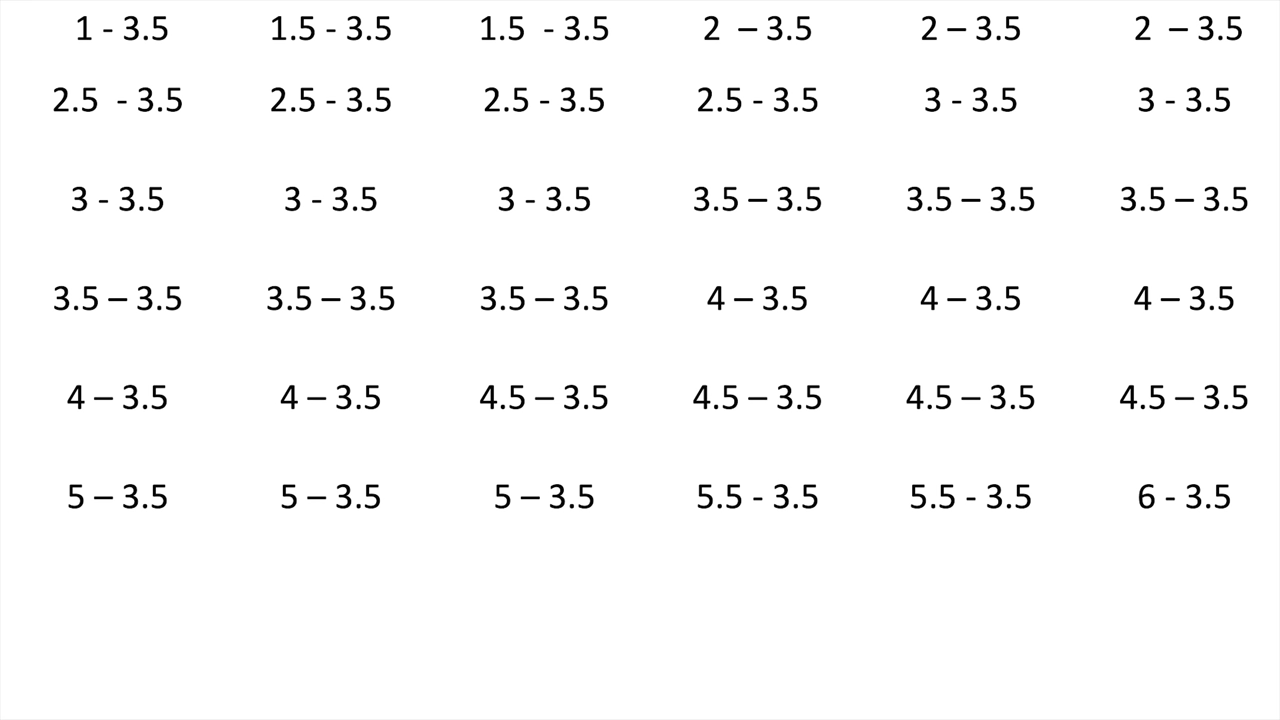 1 - 3.5 1.5 - 3.5 1.5  - 3.5 2  – 3.5 2 – 3.5 2  – 3.5
2.5  - 3.5 2.5 - 3.5 2.5 - 3.5 2.5 - 3.5 3 - 3.5 3 - 3.5
3 - 3.5 3 - 3.5 3 - 3.5 3.5 – 3.5 3.5 – 3.5 3.5 – 3.5
3.5 – 3.5 3.5 – 3.5 3.5 – 3.5 4 – 3.5 4 – 3.5 4 – 3.5
4 – 3.5 4 – 3.5 4.5 – 3.5 4.5 – 3.5 4.5 – 3.5 4.5 – 3.5
5 – 3.5 5 – 3.5 5 – 3.5 5.5 - 3.5 5.5 - 3.5 6 - 3.5